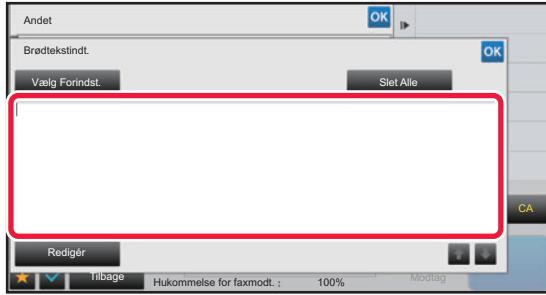 Andet
OK
Brødtekstindt.
OK
Vælg Forindst.
Slet Alle
CA
Redigér
Tilbage
Hukommelse for faxmodt. :
100%
Modtag